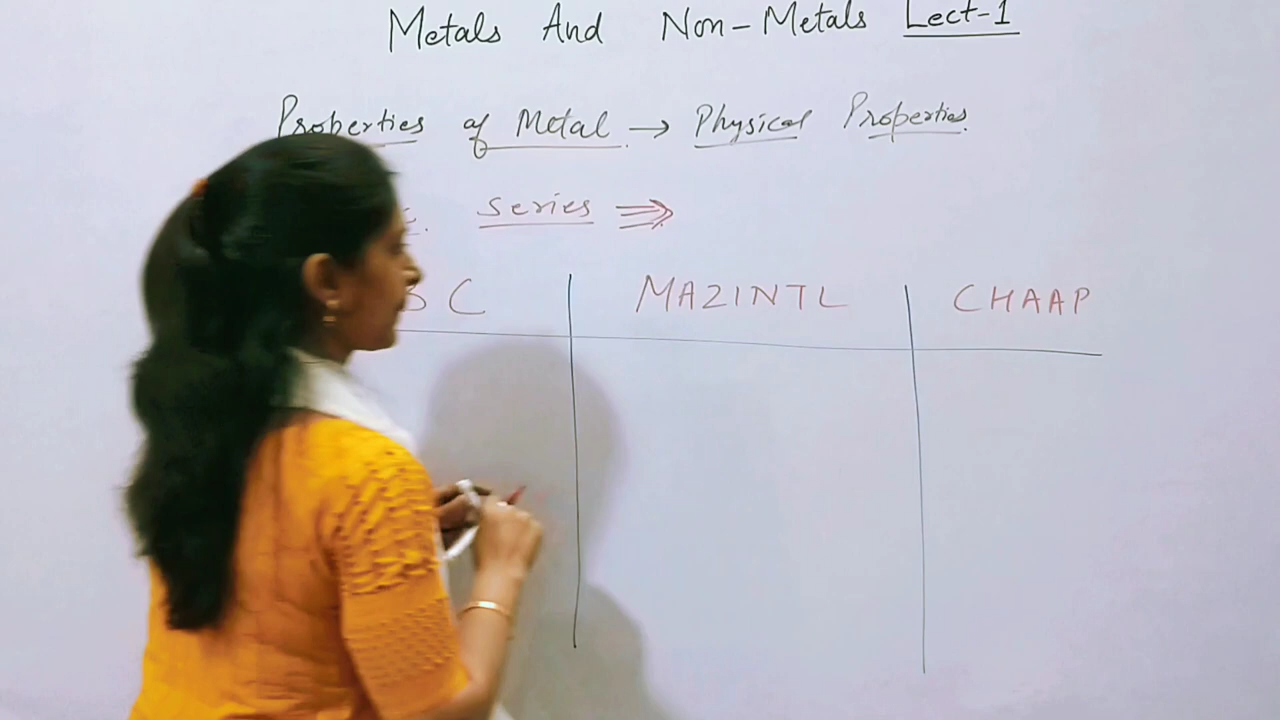 Metals And Non-Metals Lect-1
Properties of Metal → Physical Properties.
series ⇒
C MAZINTL CHAAP